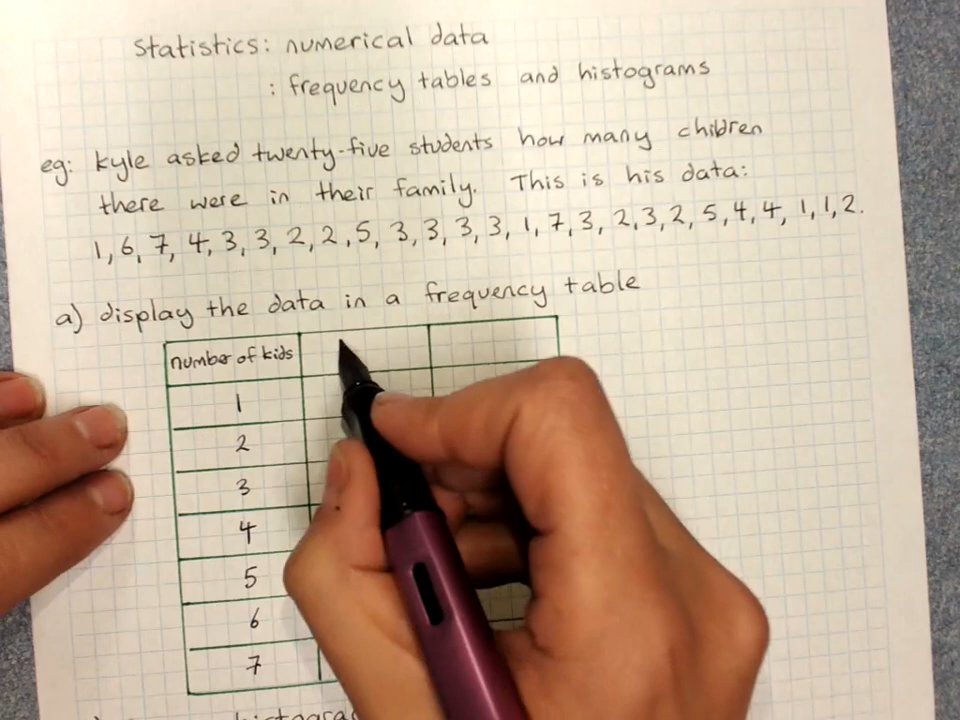 Statistics: numerical data
: frequency tables and histograms
eg: Kyle asked twenty-five students how many children
there were in their family. This is his data:
1, 6, 7, 4, 3, 3, 2, 2, 5, 3, 3, 3, 3, 1, 7, 3, 2, 3, 2, 5, 4, 4, 1, 1, 2.
a) display the data in a frequency table
number of kids
1
2
3
4
5
6
7